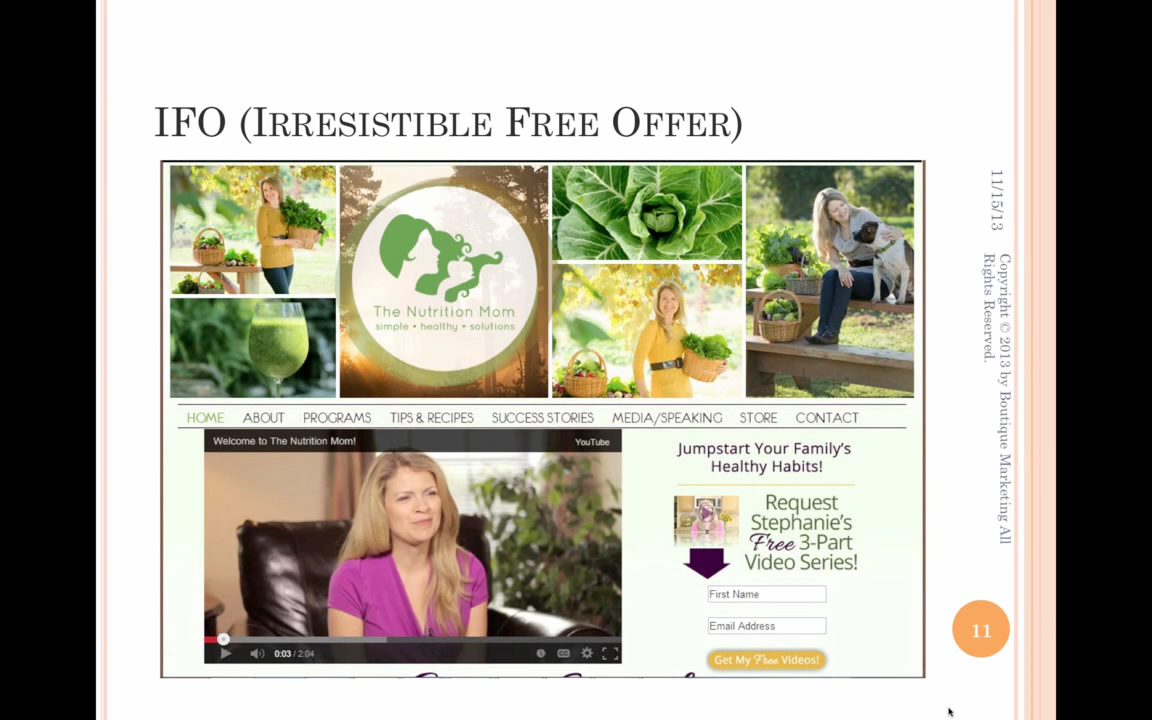 IFO (IRRESISTIBLE FREE OFFER)
The Nutrition Mom
simple • healthy • solutions
HOME ABOUT PROGRAMS TIPS & RECIPES SUCCESS STORIES MEDIA/SPEAKING STORE CONTACT
Welcome to The Nutrition Mom! YouTube
0:03 / 2:04
CC
Jumpstart Your Family's
Healthy Habits!
Request
Stephanie's
Free 3-Part
Video Series!
First Name
Email Address
Get My Free Videos!
11/15/13
Copyright © 2013 by Boutique Marketing All
Rights Reserved.
11